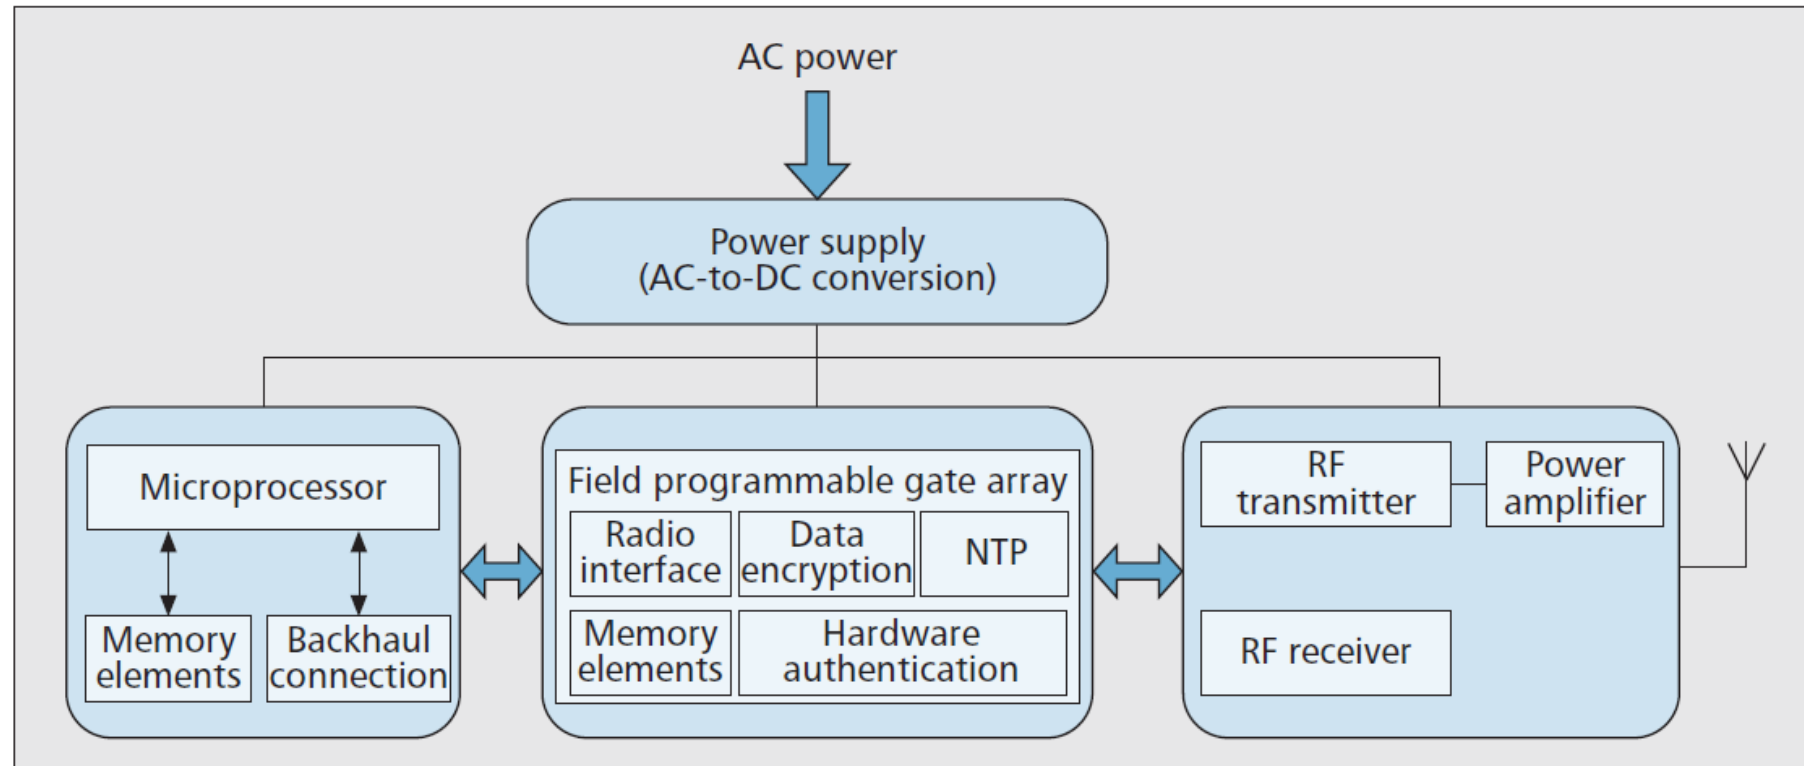 AC power
Power supply
(AC-to-DC conversion)
Microprocessor
Memory
elements
Backhaul
connection
Field programmable gate array
Radio
interface
Data
encryption
NTP
Memory
elements
Hardware
authentication
RF
transmitter
Power
amplifier
RF receiver